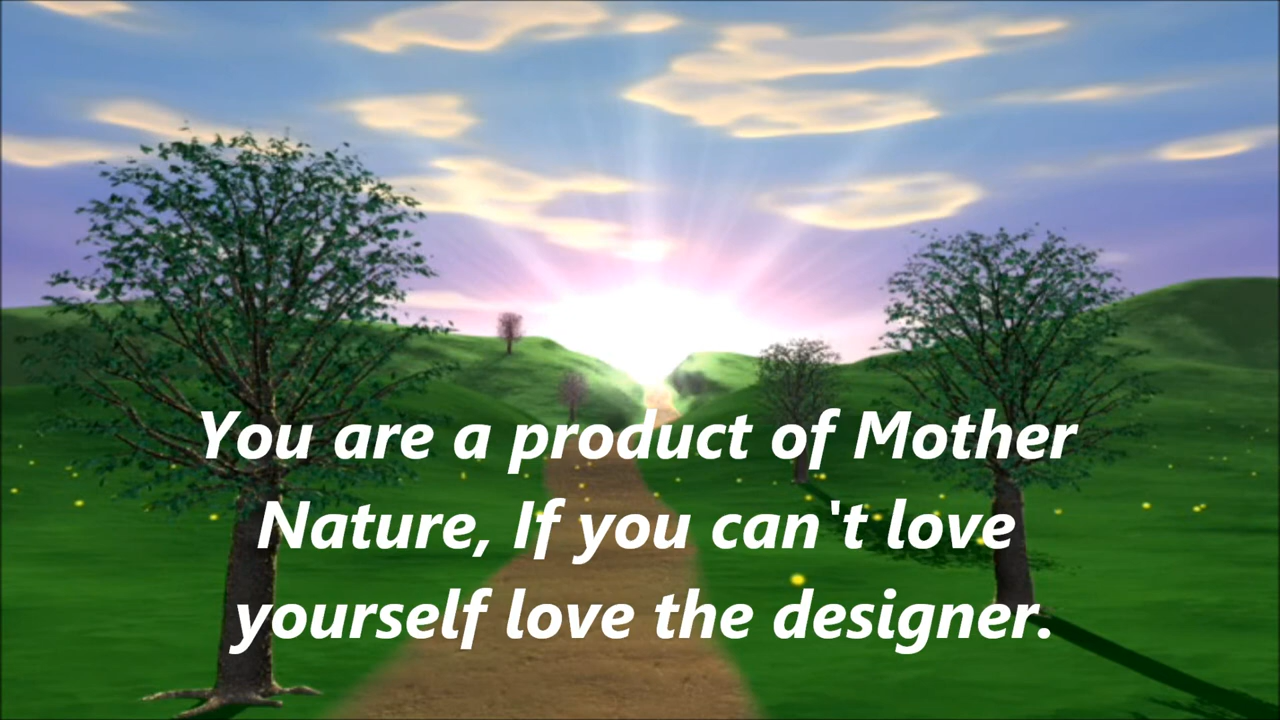 You are a product of Mother
Nature, If you can't love
yourself love the designer.